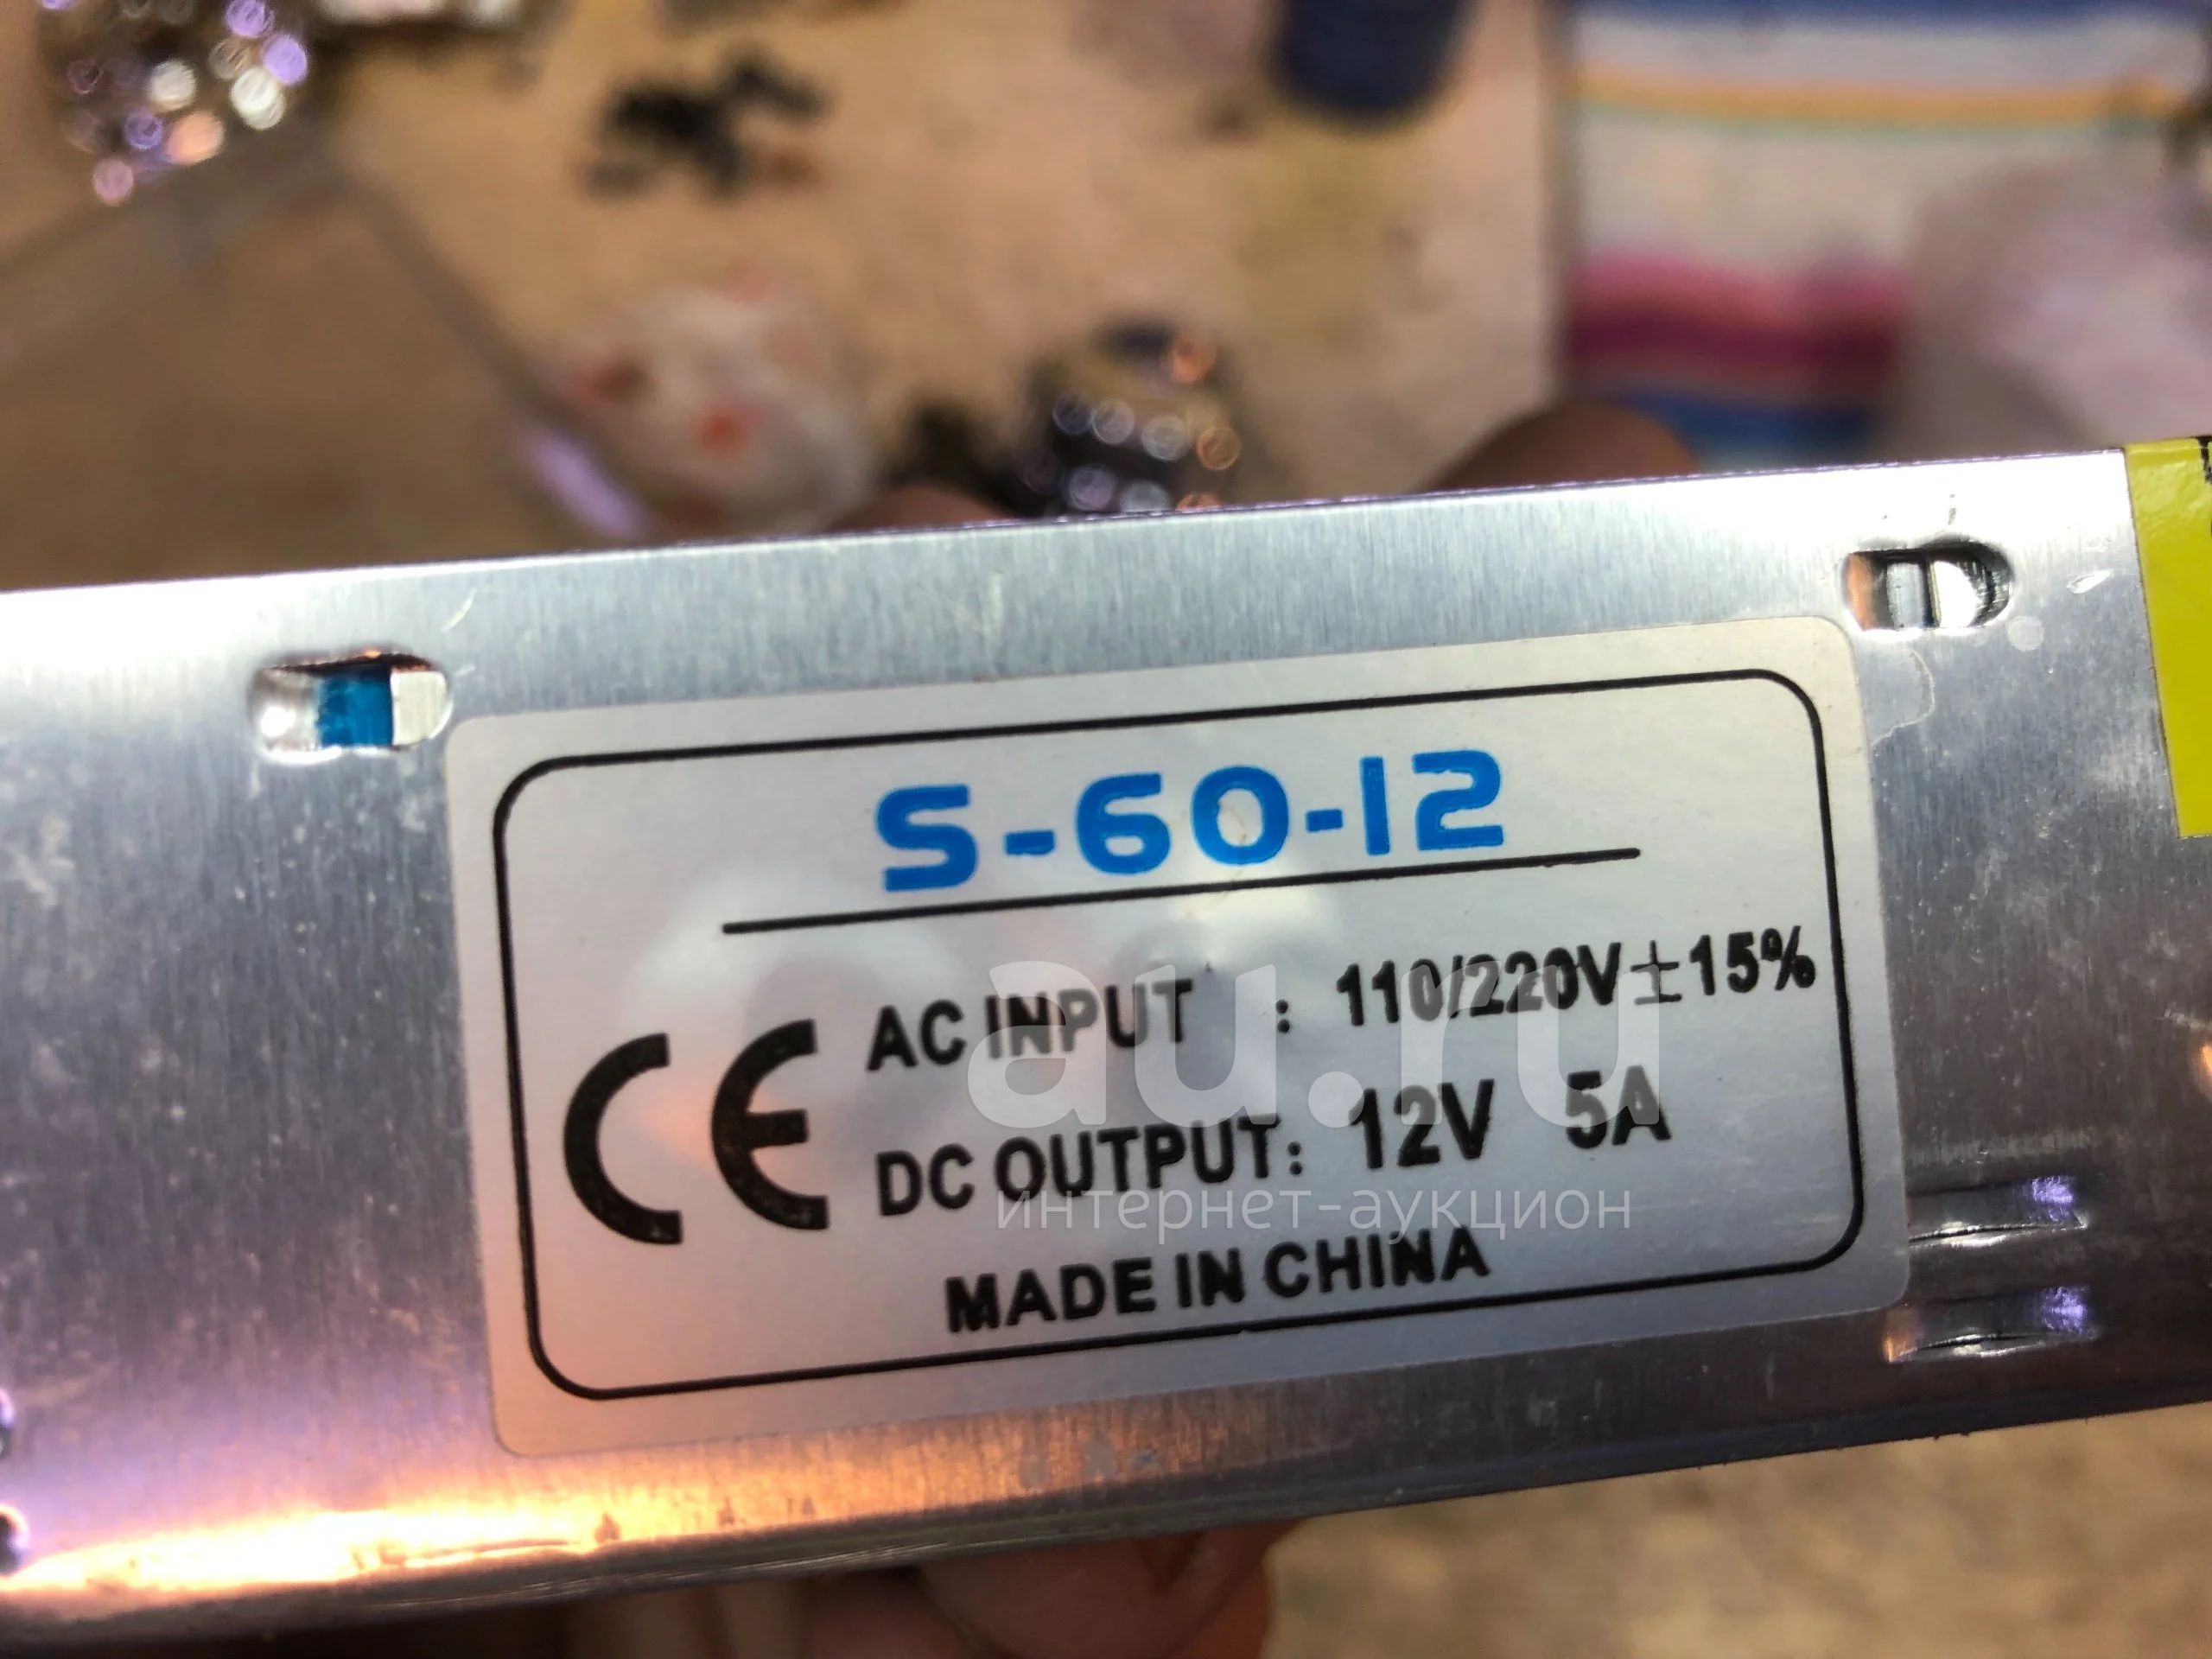 S-60-12
CE AC INPUT : 110/220V±15%
DC OUTPUT: 12V 5A
MADE IN CHINA
au.ru
интернет-аукцион